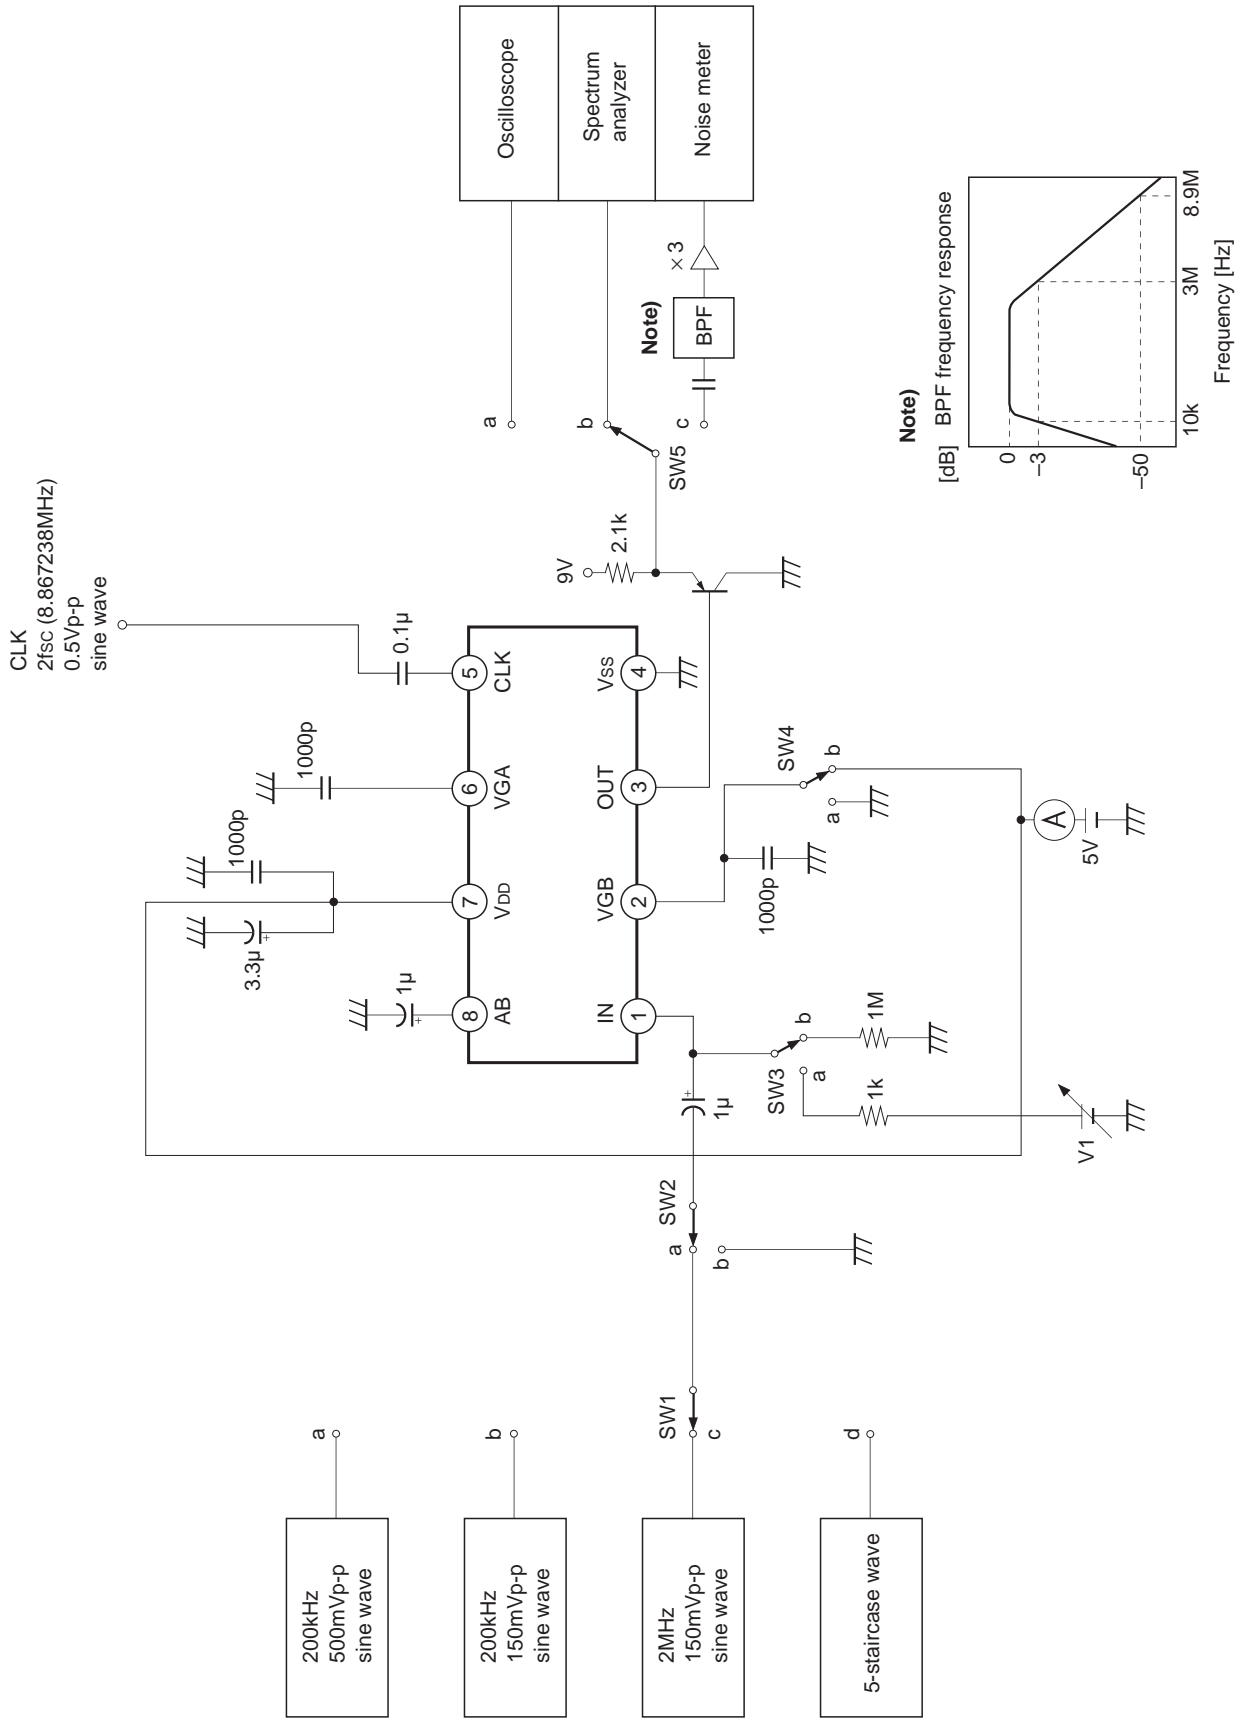 200kHz
500mVp-p
sine wave
a
200kHz
150mVp-p
sine wave
b
2MHz
150mVp-p
sine wave
SW1
c
5-staircase wave
d
SW2
a
b
1μ
+
SW3
a
b
1k
1M
V1
CLK
2fsc (8.867238MHz)
0.5Vp-p
sine wave
3.3μ
+
1000p
1000p
0.1μ
1μ
+
8
7
6
5
AB
VDD
VGA
CLK
IN
VGB
OUT
VSS
1
2
3
4
1000p
SW4
a
b
A
5V
9V
2.1k
SW5
a
b
c
Note)
BPF
× 3
Oscilloscope
Spectrum
analyzer
Noise meter
Note)
BPF frequency response
[dB]
0
–3
–50
10k
3M
8.9M
Frequency [Hz]